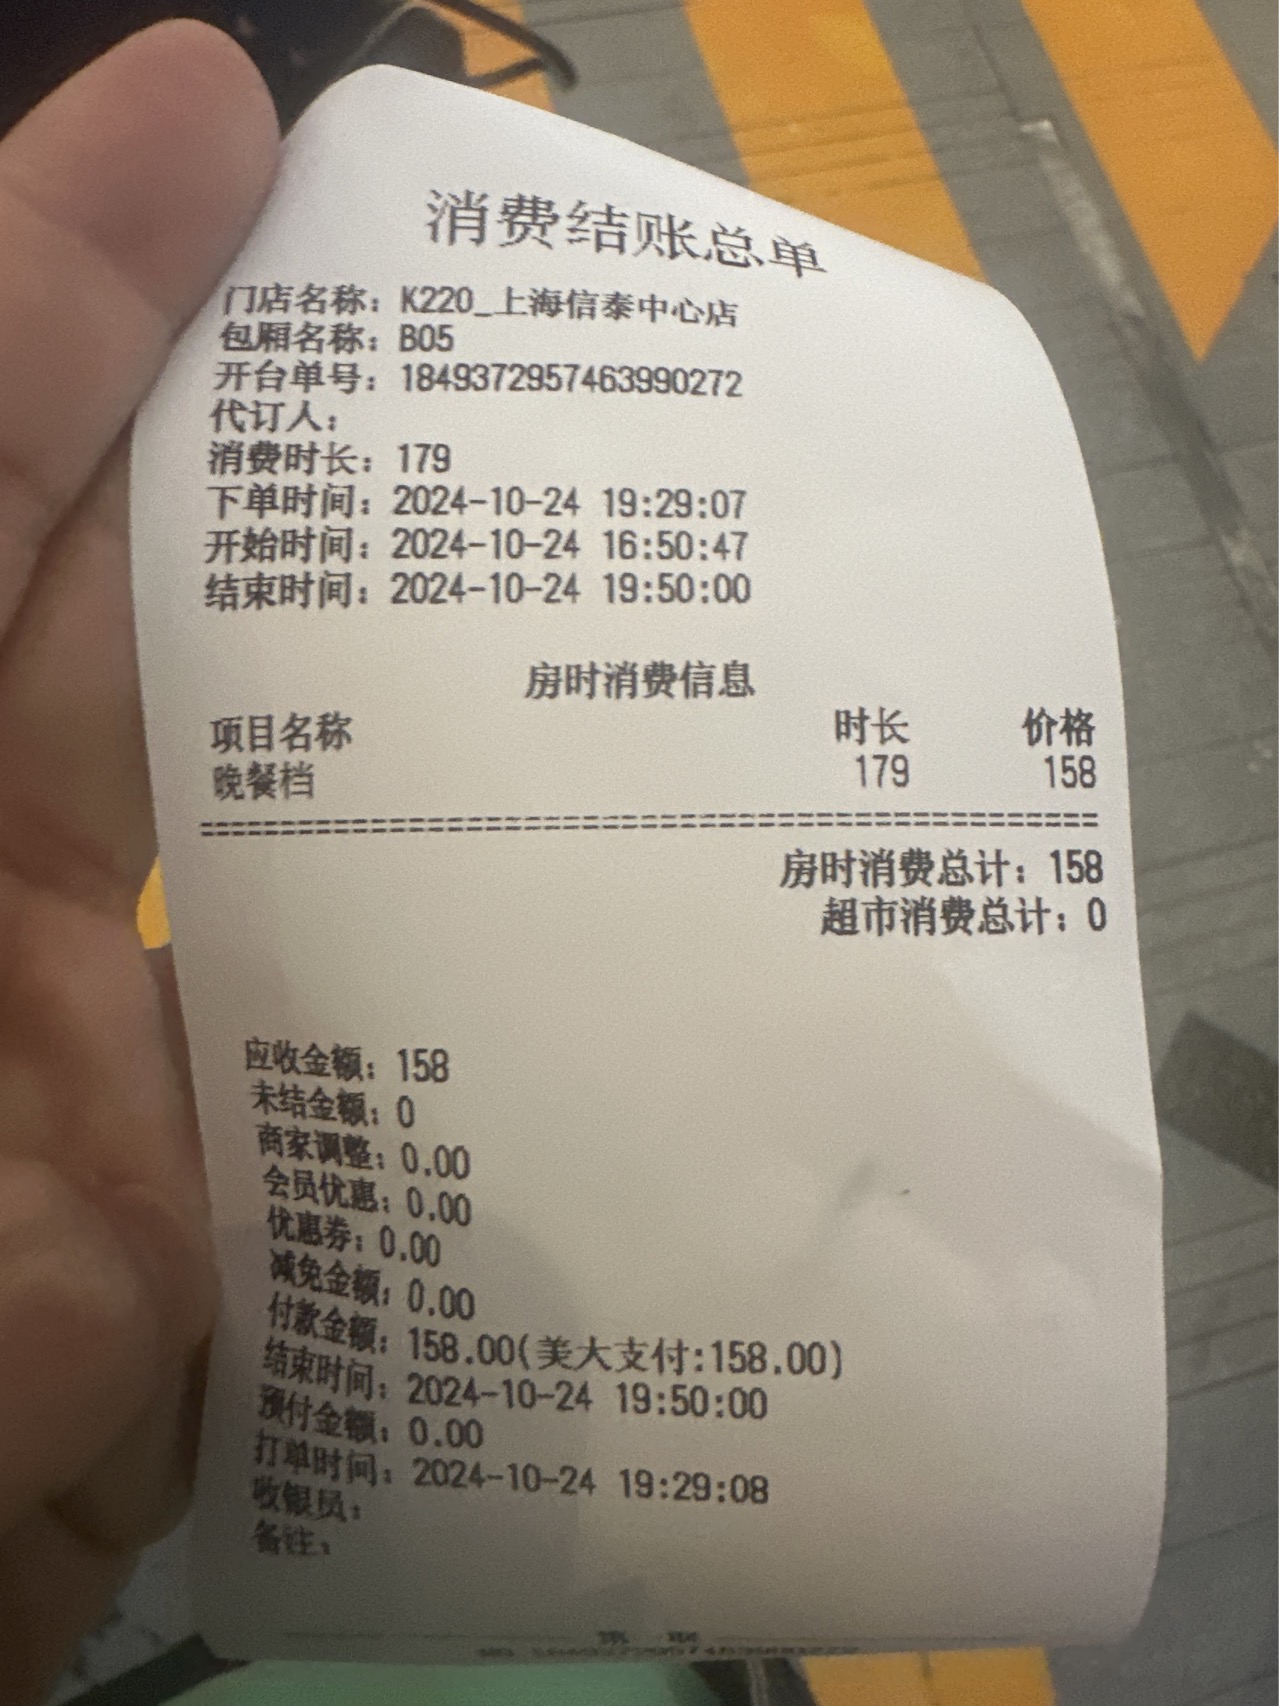 消费结账总单
门店名称：K220_上海信泰中心店
包厢名称：B05
开台单号：1849372957463990272
代订人：
消费时长：179
下单时间：2024-10-24 19:29:07
开始时间：2024-10-24 16:50:47
结束时间：2024-10-24 19:50:00
房时消费信息
项目名称 时长 价格
晚餐档 179 158
================================================
房时消费总计：158
超市消费总计：0
应收金额：158
未结金额：0
商家调整：0.00
会员优惠：0.00
优惠券：0.00
减免金额：0.00
付款金额：158.00(美大支付:158.00)
结束时间：2024-10-24 19:50:00
预付金额：0.00
打单时间：2024-10-24 19:29:08
收银员：
备注：